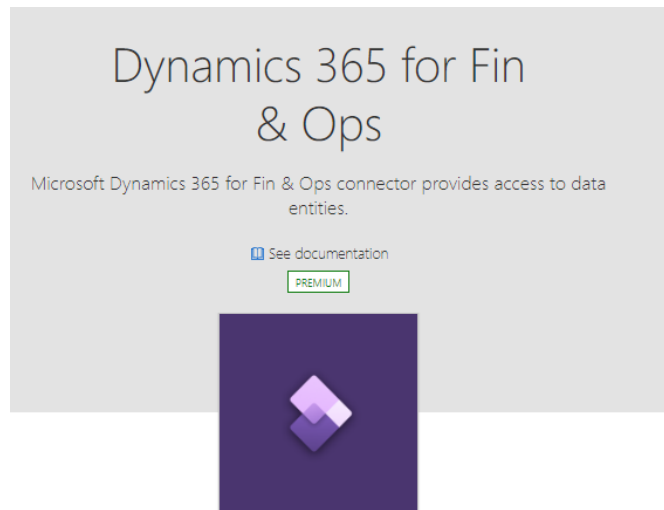 Dynamics 365 for Fin
& Ops
Microsoft Dynamics 365 for Fin & Ops connector provides access to data
entities.
See documentation
PREMIUM